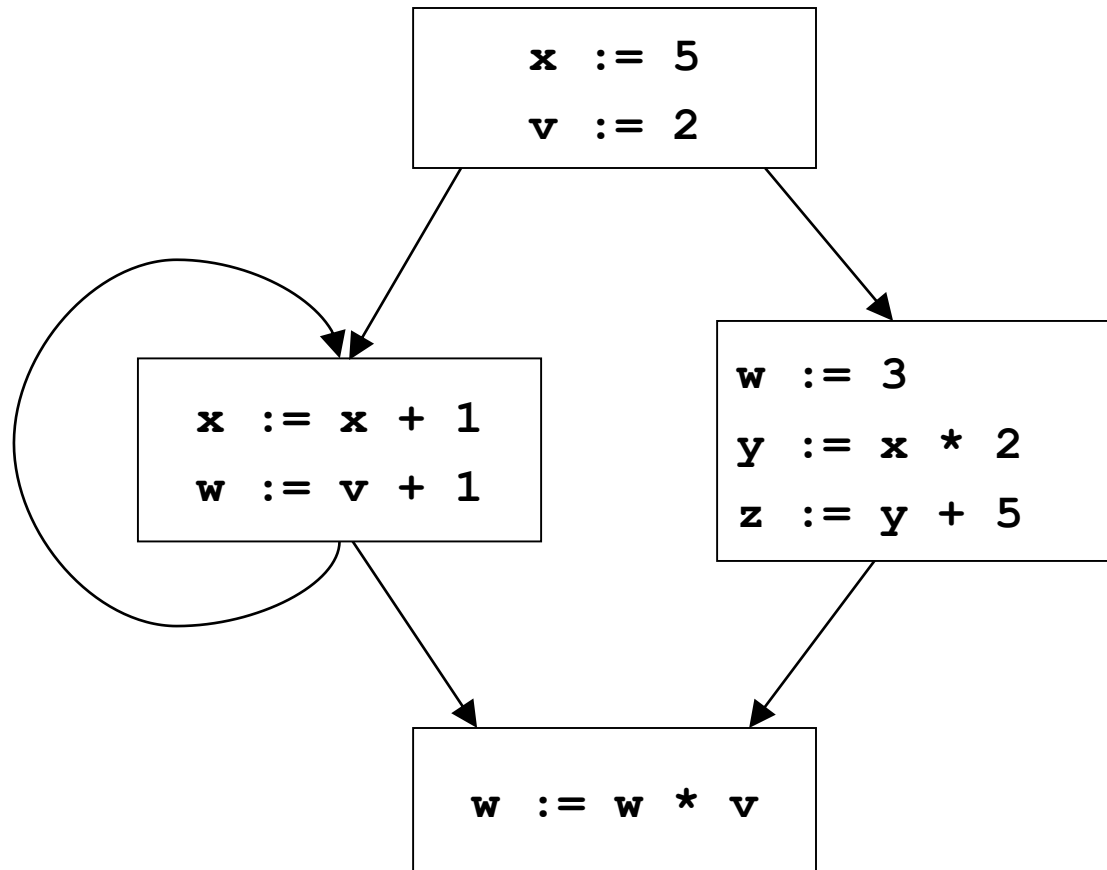 x := 5
v := 2
x := x + 1
w := v + 1
w := 3
y := x * 2
z := y + 5
w := w * v